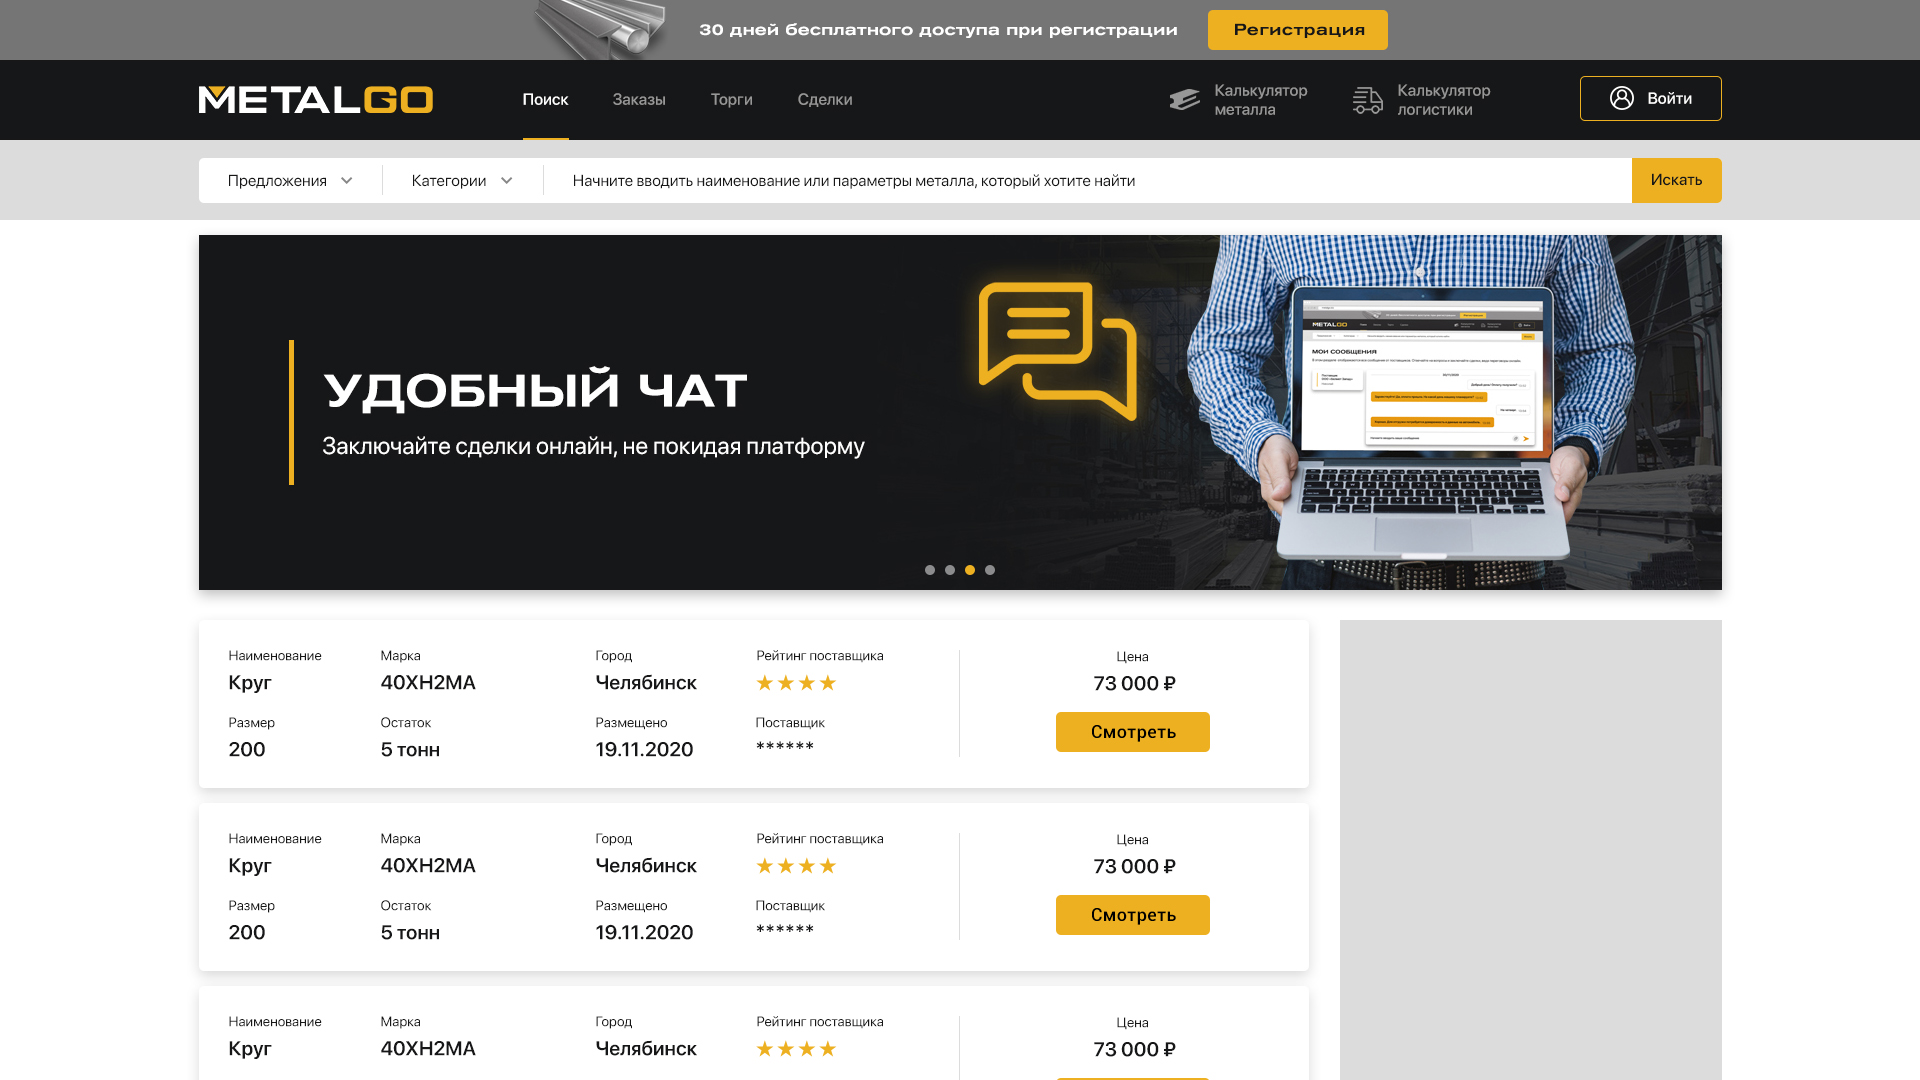 30 дней бесплатного доступа при регистрации
Регистрация
METALGO
Поиск
Заказы
Торги
Сделки
Калькулятор
металла
Калькулятор
логистики
Войти
Предложения
Категории
Начните вводить наименование или параметры металла, который хотите найти
Искать
УДОБНЫЙ ЧАТ
Заключайте сделки онлайн, не покидая платформу
METALGO
МОИ СООБЩЕНИЯ
Наименование Марка Город Рейтинг поставщика Цена
Круг 40ХН2МА Челябинск 73 000 ₽
Размер Остаток Размещено Поставщик
200 5 тонн 19.11.2020 ******
Смотреть
Наименование Марка Город Рейтинг поставщика Цена
Круг 40ХН2МА Челябинск 73 000 ₽
Размер Остаток Размещено Поставщик
200 5 тонн 19.11.2020 ******
Смотреть
Наименование Марка Город Рейтинг поставщика Цена
Круг 40ХН2МА Челябинск 73 000 ₽